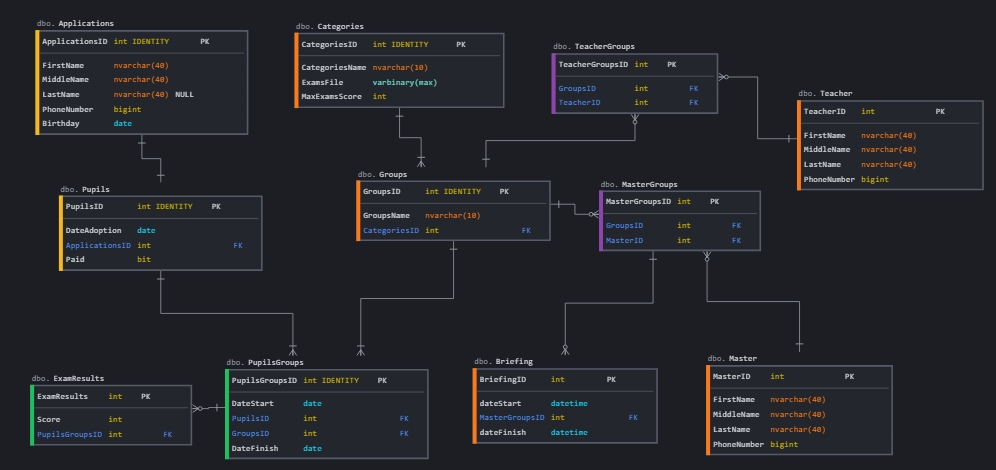 dbo. Applications
ApplicationsID int IDENTITY PK
FirstName nvarchar(40)
MiddleName nvarchar(40)
LastName nvarchar(40) NULL
PhoneNumber bigint
Birthday date
dbo. Categories
CategoriesID int IDENTITY PK
CategoriesName nvarchar(10)
ExamsFile varbinary(max)
MaxExamsScore int
dbo. TeacherGroups
TeacherGroupsID int PK
GroupsID int FK
TeacherID int FK
dbo. Teacher
TeacherID int PK
FirstName nvarchar(40)
MiddleName nvarchar(40)
LastName nvarchar(40)
PhoneNumber bigint
dbo. Pupils
PupilsID int IDENTITY PK
DateAdoption date
ApplicationsID int FK
Paid bit
dbo. Groups
GroupsID int IDENTITY PK
GroupsName nvarchar(10)
CategoriesID int FK
dbo. MasterGroups
MasterGroupsID int PK
GroupsID int FK
MasterID int FK
dbo. ExamResults
ExamResults int PK
Score int
PupilsGroupsID int FK
dbo. PupilsGroups
PupilsGroupsID int IDENTITY PK
DateStart date
PupilsID int FK
GroupsID int FK
DateFinish date
dbo. Briefing
BriefingID int PK
dateStart datetime
MasterGroupsID int FK
dateFinish datetime
dbo. Master
MasterID int PK
FirstName nvarchar(40)
MiddleName nvarchar(40)
LastName nvarchar(40)
PhoneNumber bigint